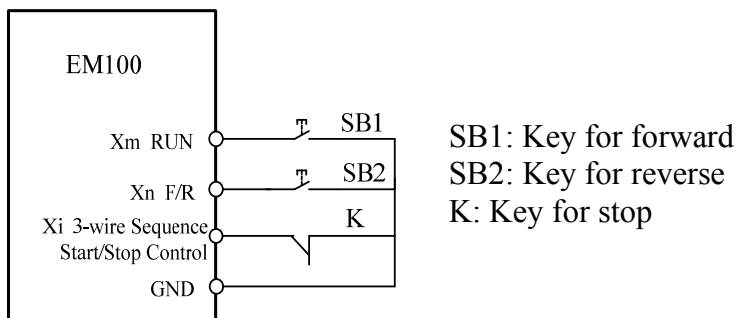 EM100
Xm RUN
SB1
Xn F/R
SB2
Xi 3-wire Sequence
Start/Stop Control
K
GND
SB1: Key for forward
SB2: Key for reverse
K: Key for stop